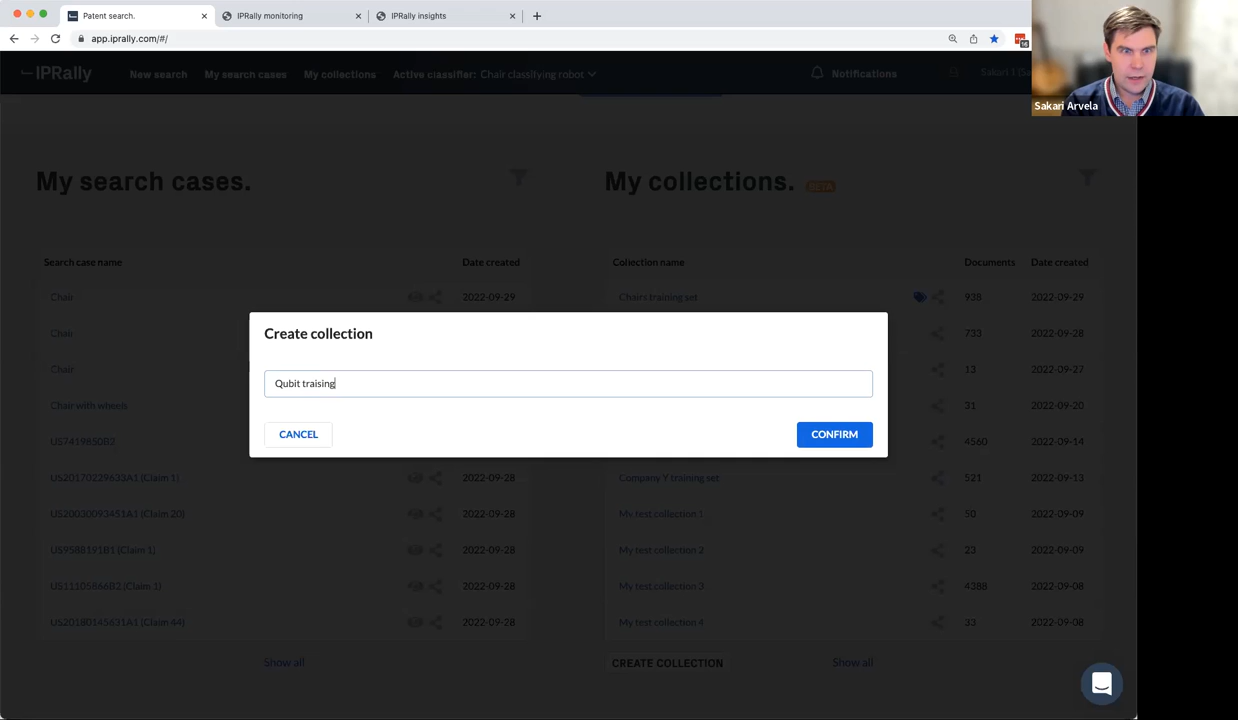 Patent search.
IPRally monitoring
IPRally insights
app.iprally.com/#/
IPRally
New search
My search cases
My collections
Active classifier: Chair classifying robot
Notifications
Sakari Arvela
My search cases.
My collections. BETA
Search case name Date created
Collection name Documents Date created
Chair 2022-09-29
Chairs training set 938 2022-09-29
Chair
733 2022-09-28
Chair
13 2022-09-27
Chair with wheels
31 2022-09-20
US7419850B2
4560 2022-09-14
US20170229633A1 (Claim 1) 2022-09-28
Company Y training set 521 2022-09-13
US20030093451A1 (Claim 20) 2022-09-28
My test collection 1 50 2022-09-09
US9588191B1 (Claim 1) 2022-09-28
My test collection 2 23 2022-09-09
US11105866B2 (Claim 1) 2022-09-28
My test collection 3 4388 2022-09-08
US20180145631A1 (Claim 44) 2022-09-28
My test collection 4 33 2022-09-08
Show all
CREATE COLLECTION
Show all
Create collection
Qubit traising
CANCEL
CONFIRM